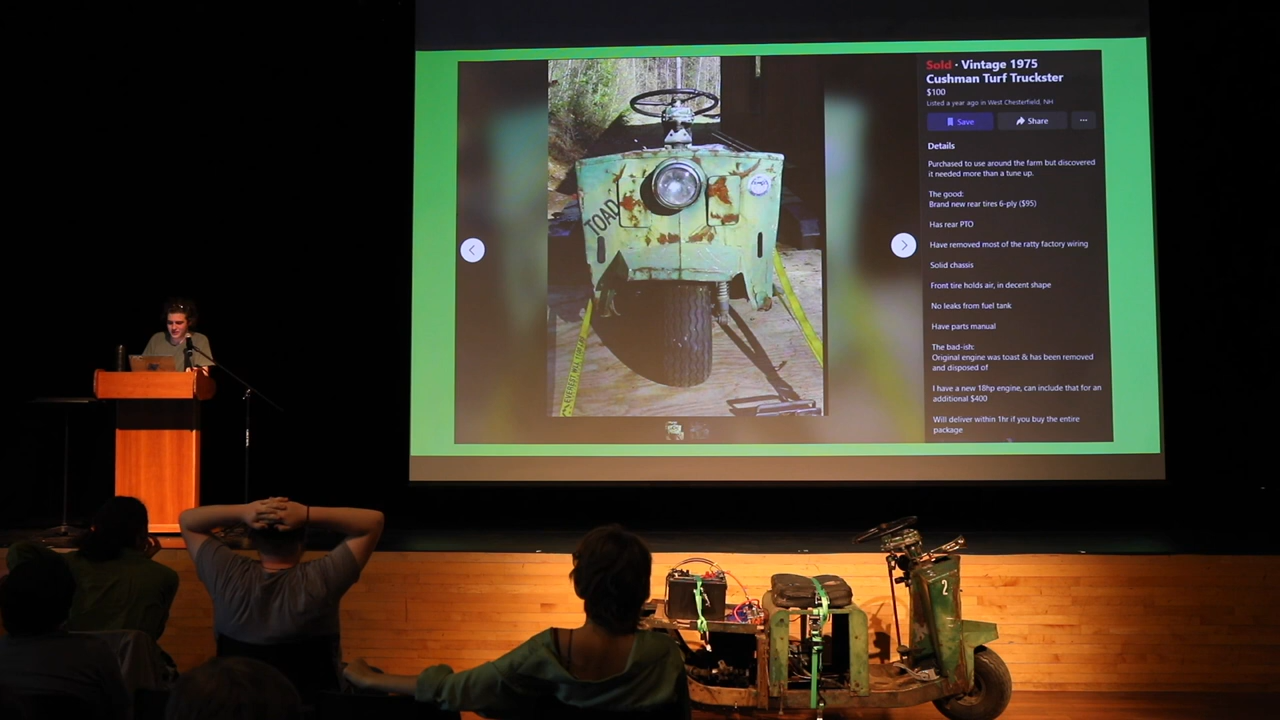 Sold · Vintage 1975
Cushman Turf Truckster
$100
Listed a year ago in West Chesterfield, NH
Save
Share
Details
Purchased to use around the farm but discovered
it needed more than a tune up.
The good:
Brand new rear tires 6-ply ($95)
Has rear PTO
Have removed most of the ratty factory wiring
Solid chassis
Front tire holds air, in decent shape
No leaks from fuel tank
Have parts manual
The bad-ish:
Original engine was toast & has been removed
and disposed of
I have a new 18hp engine, can include that for an
additional $400
Will deliver within 1hr if you buy the entire
package
TOAD
EVEREST
2